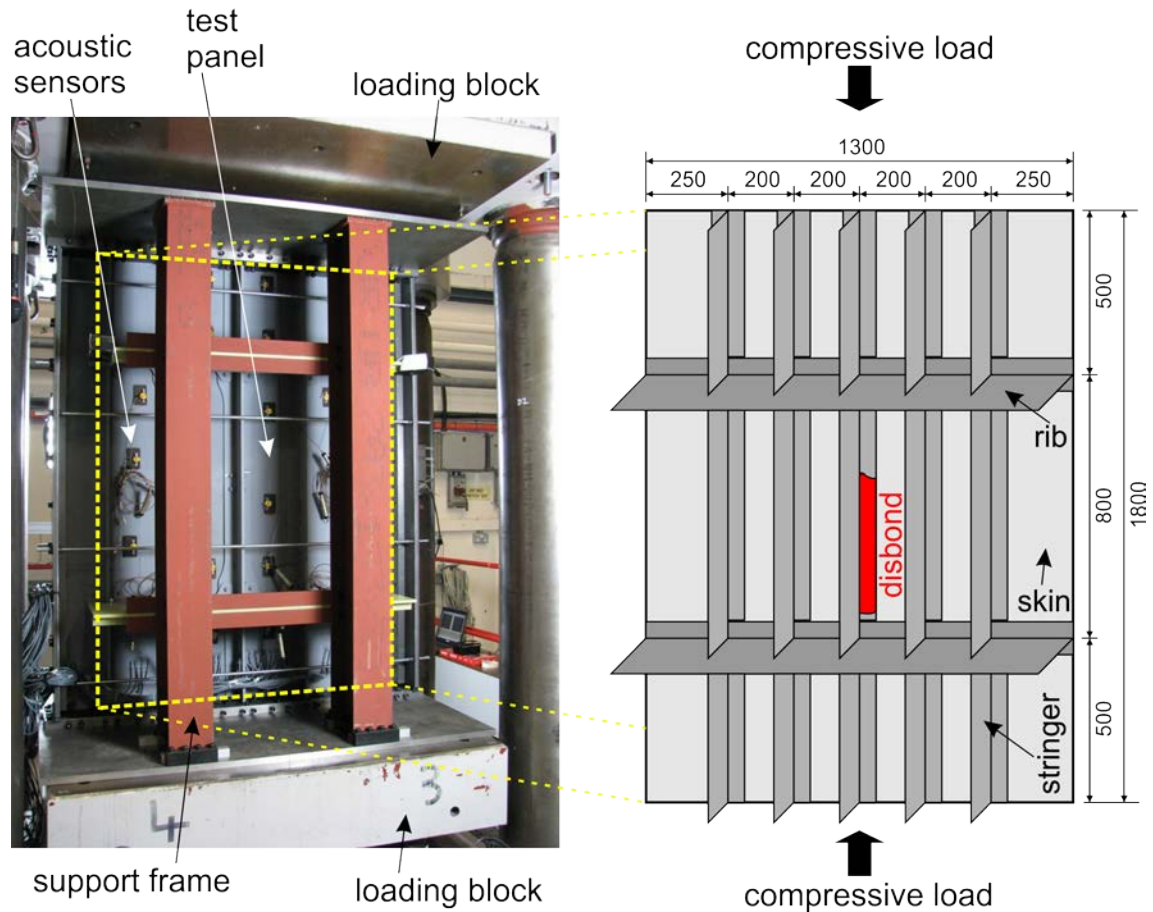 acoustic
sensors
test
panel
loading block
4
3
support frame
loading block
compressive load
1300
250 200 200 200 200 250
500
800
1800
500
rib
disbond
skin
stringer
compressive load